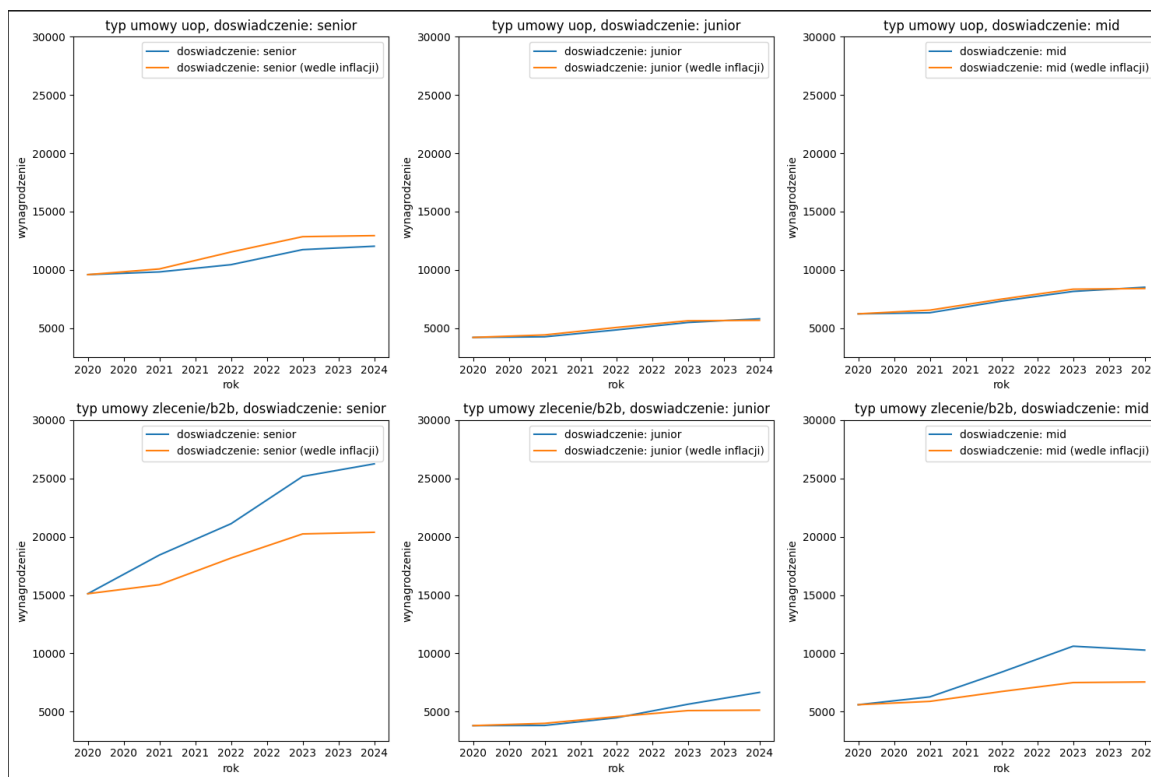 typ umowy uop, doswiadczenie: senior
30000
25000
20000
15000
10000
5000
wynagrodzenie
doswiadczenie: senior
doswiadczenie: senior (wedle inflacji)
2020 2020 2021 2021 2022 2022 2023 2023 2024
rok
typ umowy uop, doswiadczenie: junior
30000
25000
20000
15000
10000
5000
wynagrodzenie
doswiadczenie: junior
doswiadczenie: junior (wedle inflacji)
2020 2020 2021 2021 2022 2022 2023 2023 2024
rok
typ umowy uop, doswiadczenie: mid
30000
25000
20000
15000
10000
5000
wynagrodzenie
doswiadczenie: mid
doswiadczenie: mid (wedle inflacji)
2020 2020 2021 2021 2022 2022 2023 2023 2024
rok
typ umowy zlecenie/b2b, doswiadczenie: senior
30000
25000
20000
15000
10000
5000
wynagrodzenie
doswiadczenie: senior
doswiadczenie: senior (wedle inflacji)
2020 2020 2021 2021 2022 2022 2023 2023 2024
rok
typ umowy zlecenie/b2b, doswiadczenie: junior
30000
25000
20000
15000
10000
5000
wynagrodzenie
doswiadczenie: junior
doswiadczenie: junior (wedle inflacji)
2020 2020 2021 2021 2022 2022 2023 2023 2024
rok
typ umowy zlecenie/b2b, doswiadczenie: mid
30000
25000
20000
15000
10000
5000
wynagrodzenie
doswiadczenie: mid
doswiadczenie: mid (wedle inflacji)
2020 2020 2021 2021 2022 2022 2023 2023 2024
rok